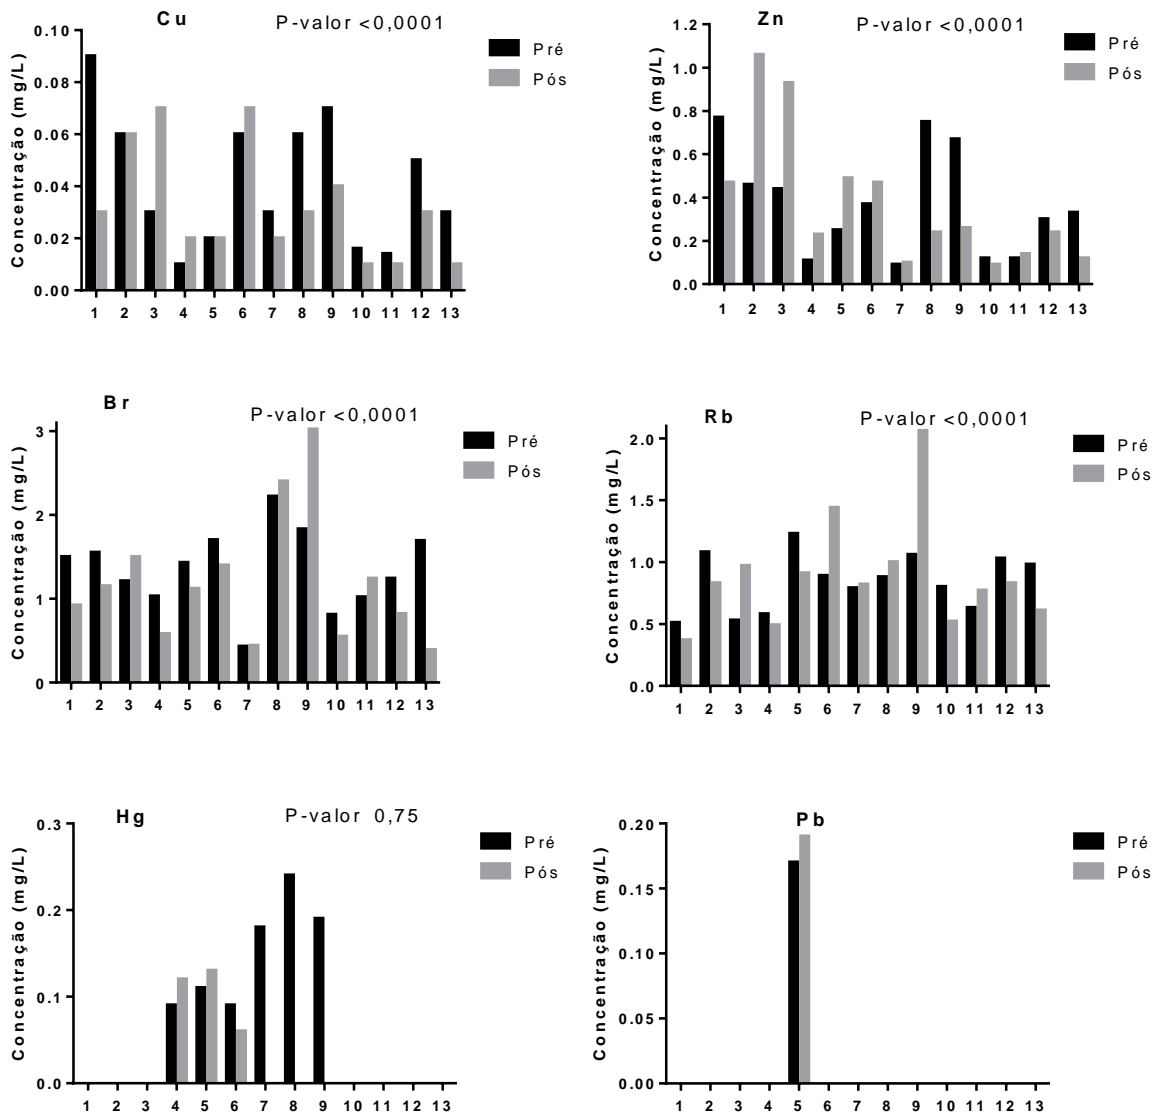 Cu
P-valor <0,0001
Pré
Pós
Concentração (mg/L)
0.10
0.08
0.06
0.04
0.02
0.00
1 2 3 4 5 6 7 8 9 10 11 12 13
Zn
P-valor <0,0001
Pré
Pós
Concentração (mg/L)
1.2
1.0
0.8
0.6
0.4
0.2
0.0
1 2 3 4 5 6 7 8 9 10 11 12 13
Br
P-valor <0,0001
Pré
Pós
Concentração (mg/L)
3
2
1
0
1 2 3 4 5 6 7 8 9 10 11 12 13
Rb
P-valor <0,0001
Pré
Pós
Concentração (mg/L)
2.0
1.5
1.0
0.5
0.0
1 2 3 4 5 6 7 8 9 10 11 12 13
Hg
P-valor 0,75
Pré
Pós
Concentração (mg/L)
0.3
0.2
0.1
0.0
1 2 3 4 5 6 7 8 9 10 11 12 13
Pb
Pré
Pós
Concentração (mg/L)
0.20
0.15
0.10
0.05
0.00
1 2 3 4 5 6 7 8 9 10 11 12 13